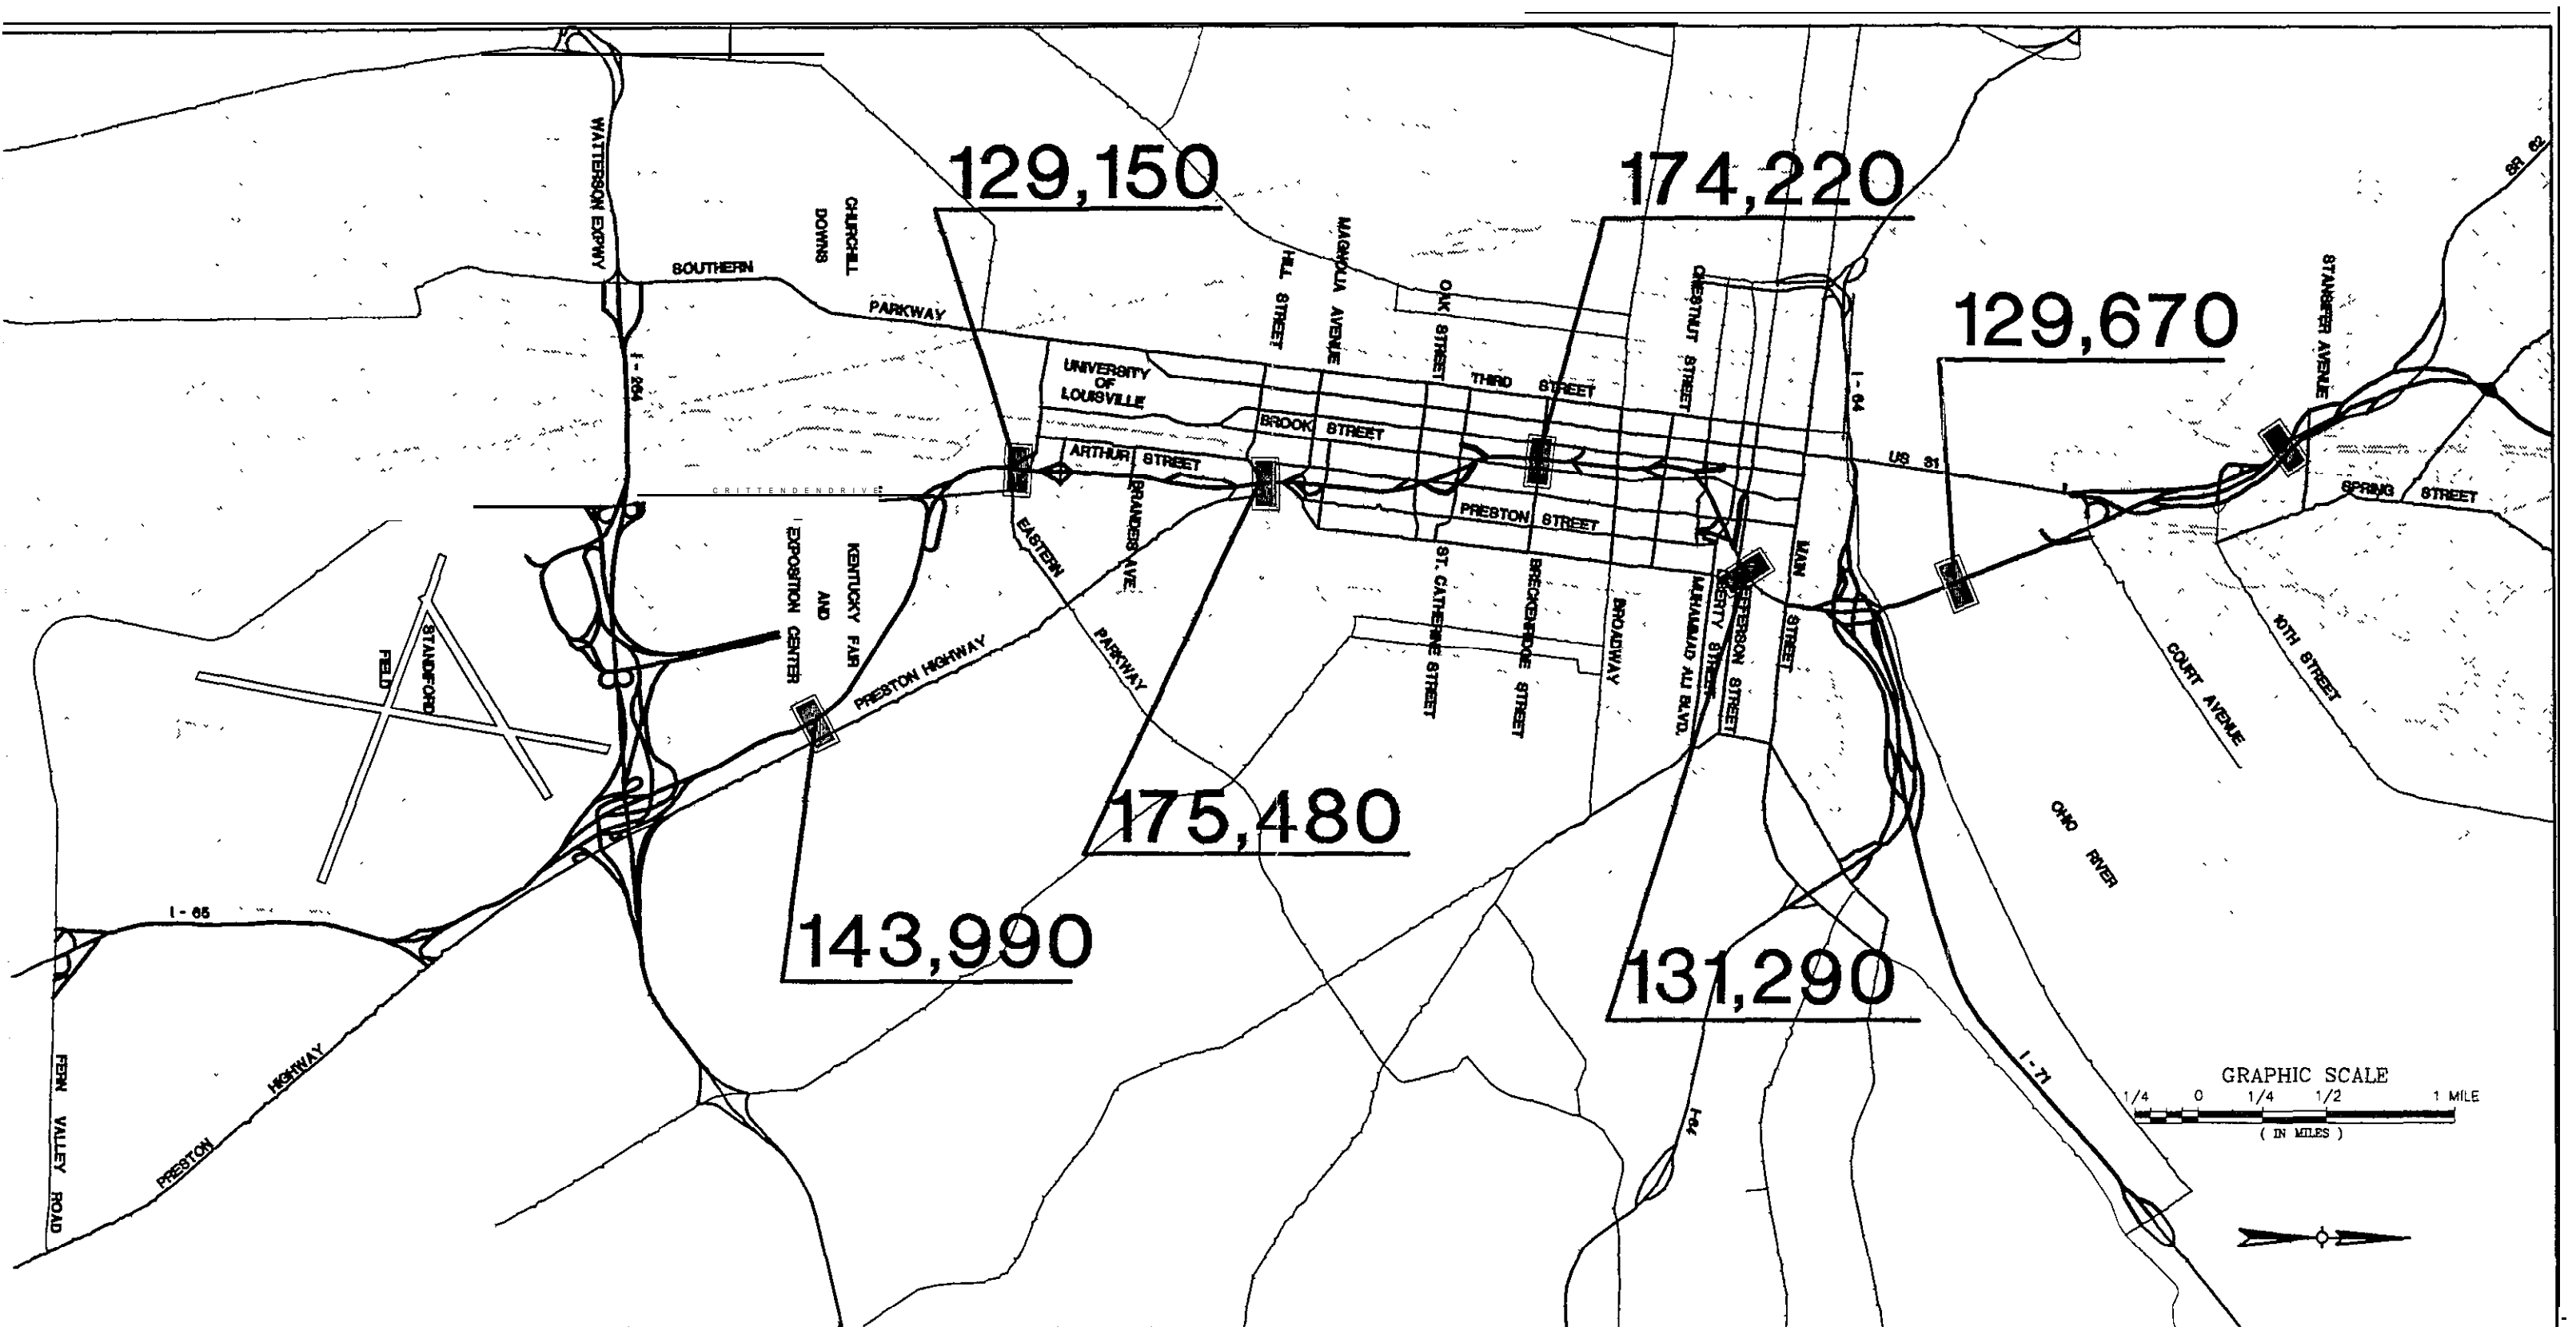 129,150
174,220
129,670
175,480
143,990
131,290
WATTERSON EXPWY
CHURCHILL
DOWNS
SOUTHERN
PARKWAY
I - 264
UNIVERSITY
OF
LOUISVILLE
HILL STREET
MAGNOLIA AVENUE
OAK STREET
CHESTNUT STREET
THIRD STREET
BROOK STREET
ARTHUR STREET
BRANDEIS AVE.
PRESTON STREET
CRITTENDENDRIVE
EASTERN
PARKWAY
KENTUCKY FAIR
AND
EXPOSITION CENTER
PRESTON HIGHWAY
STANDIFORD
FIELD
ST. CATHERINE STREET
BRECKENRIDGE STREET
BROADWAY
MUHAMMAD ALI BLVD.
LIBERTY STREET
JEFFERSON STREET
MAIN
STREET
I - 64
US 31
STANSIFER AVENUE
SR 62
SPRING STREET
10TH STREET
COURT AVENUE
OHIO
RIVER
I - 65
PRESTON
HIGHWAY
FERN VALLEY ROAD
I-64
I - 71
GRAPHIC SCALE
1/4 0 1/4 1/2 1 MILE
( IN MILES )